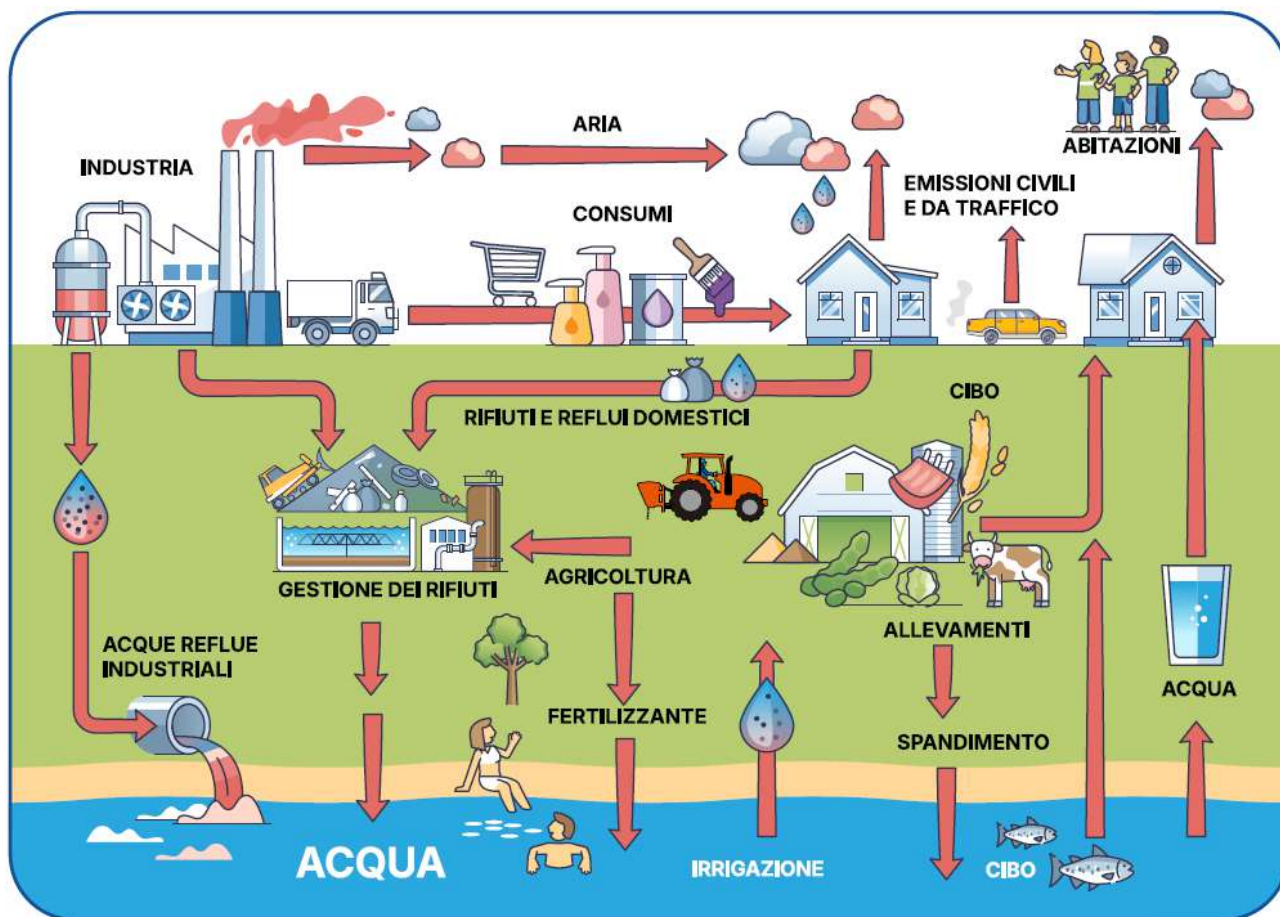 ABITAZIONI
ARIA
INDUSTRIA
EMISSIONI CIVILI
E DA TRAFFICO
CONSUMI
CIBO
RIFIUTI E REFLUI DOMESTICI
AGRICOLTURA
GESTIONE DEI RIFIUTI
ALLEVAMENTI
ACQUE REFLUE
INDUSTRIALI
ACQUA
FERTILIZZANTE
SPANDIMENTO
ACQUA
IRRIGAZIONE
CIBO